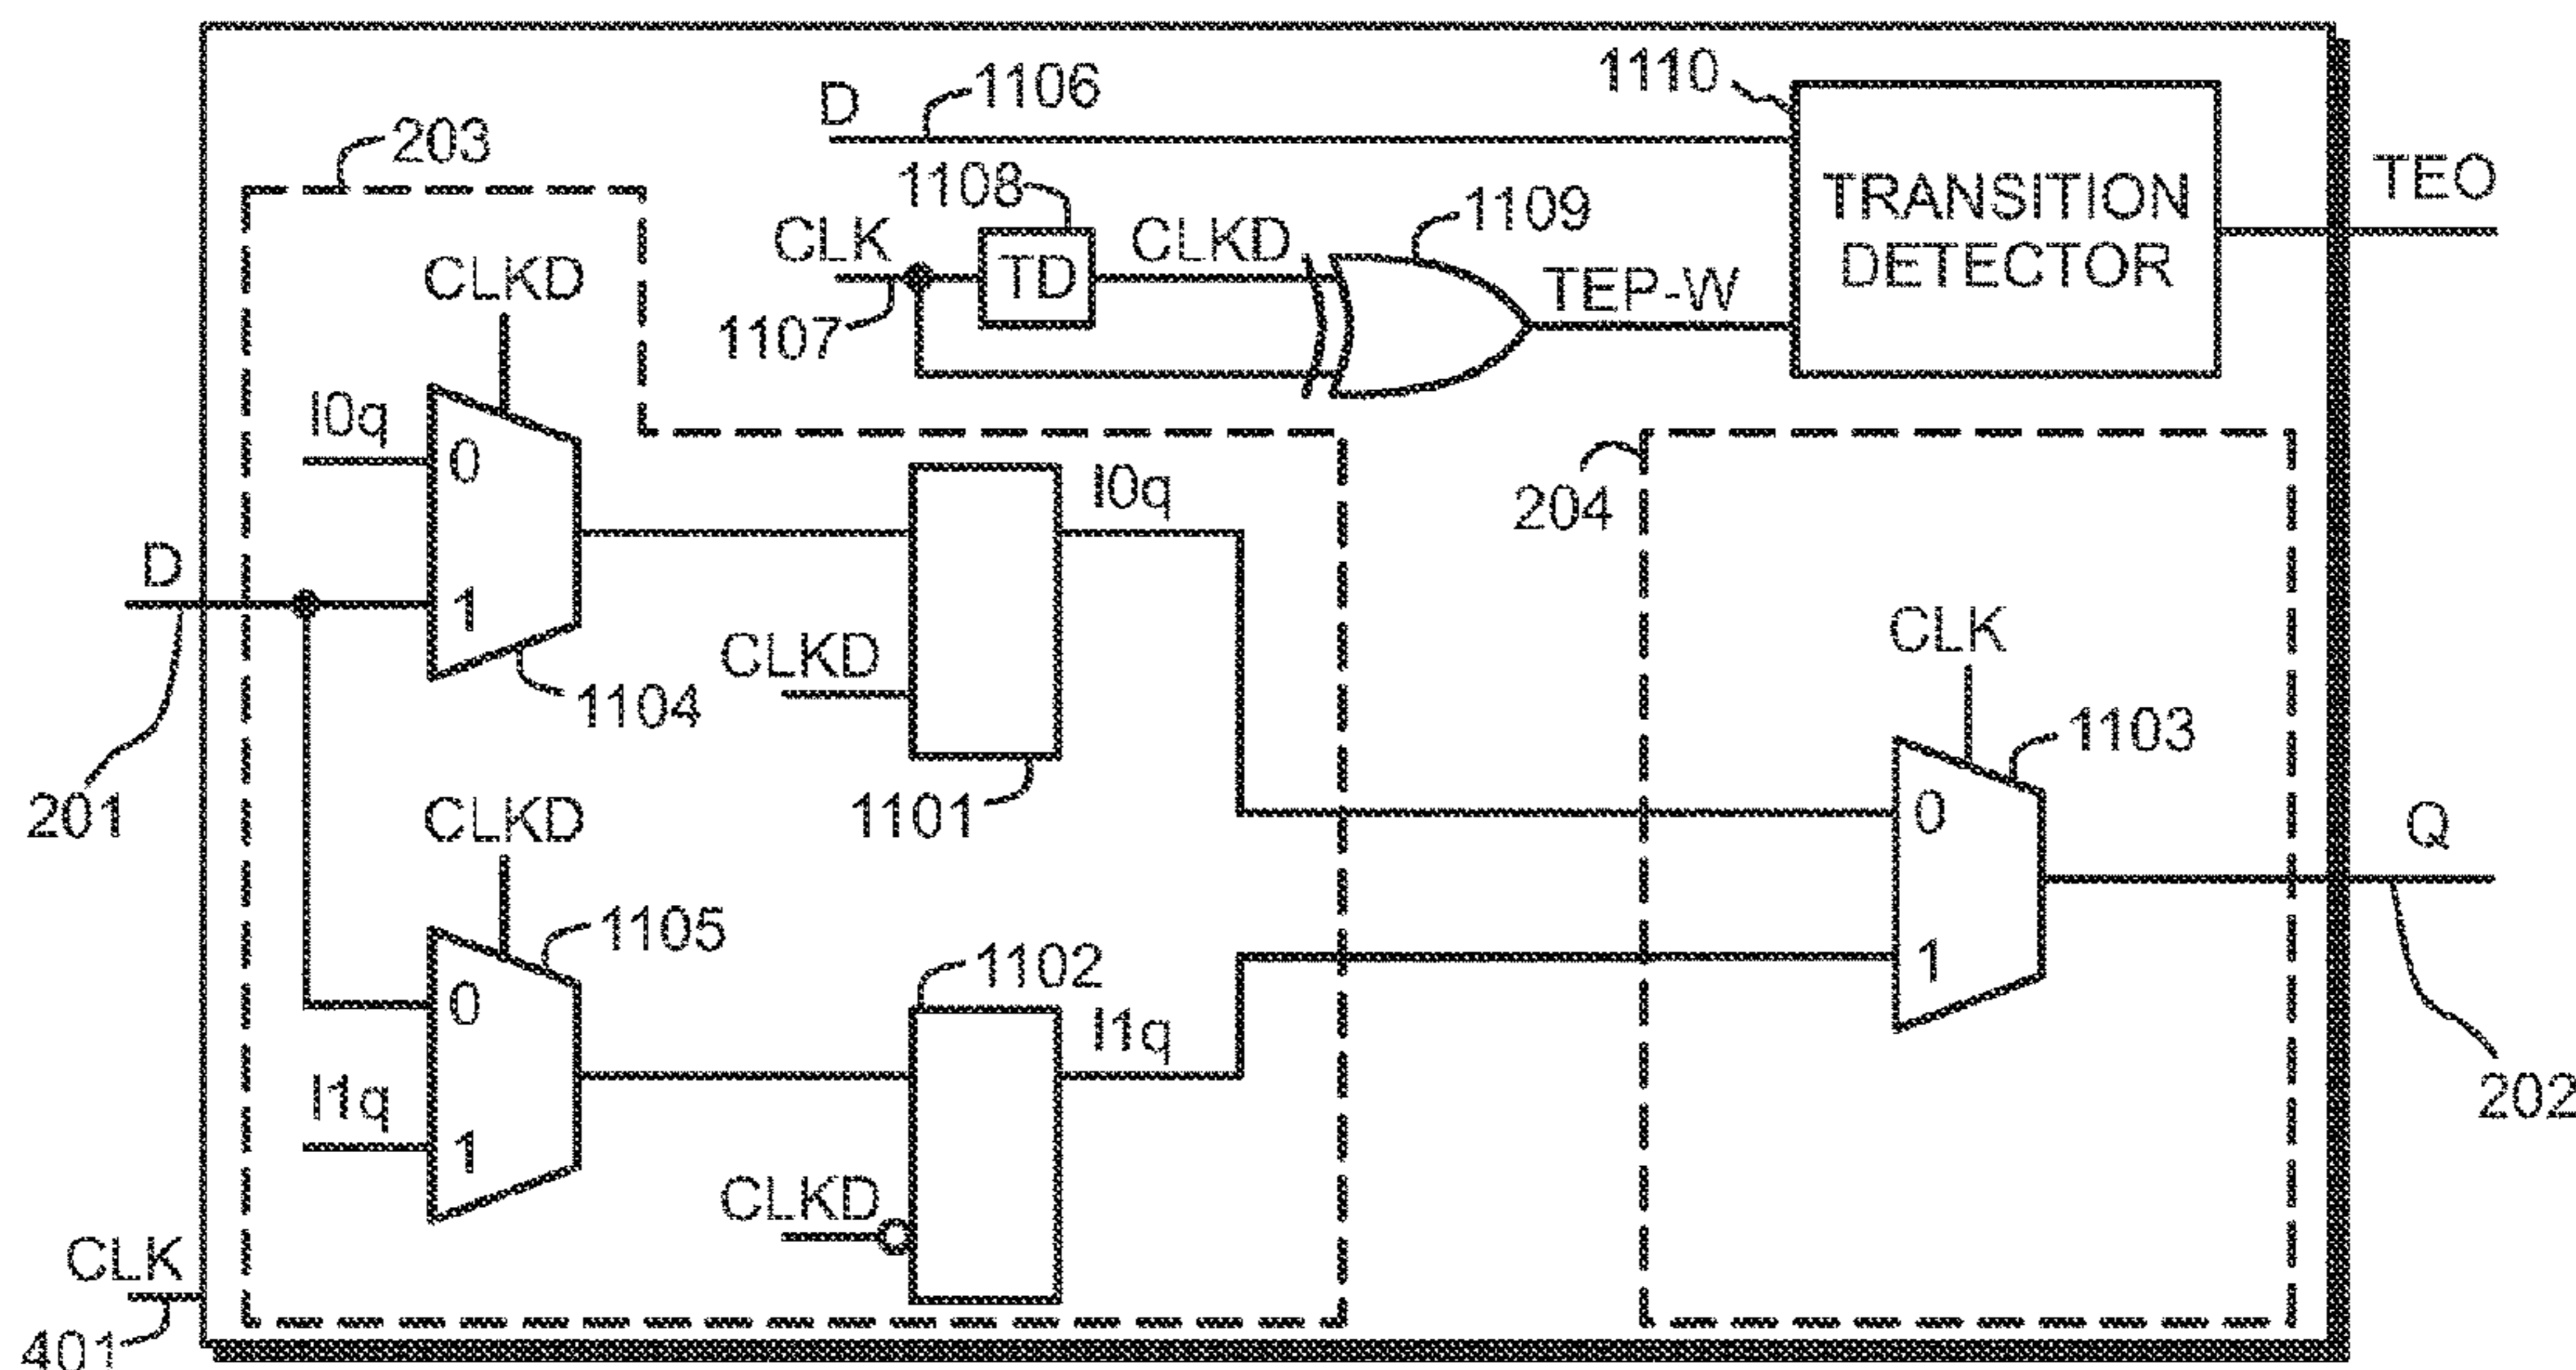 D
1106
1110
203
1108
CLK
TD
CLKD
1109
TRANSITION
DETECTOR
TEO
1107
TEP-W
CLKD
I0q
0
1
1104
D
201
I0q
CLKD
1101
204
CLK
1103
0
1
Q
202
CLKD
1105
0
I1q
1
1102
I1q
CLKD
CLK
401